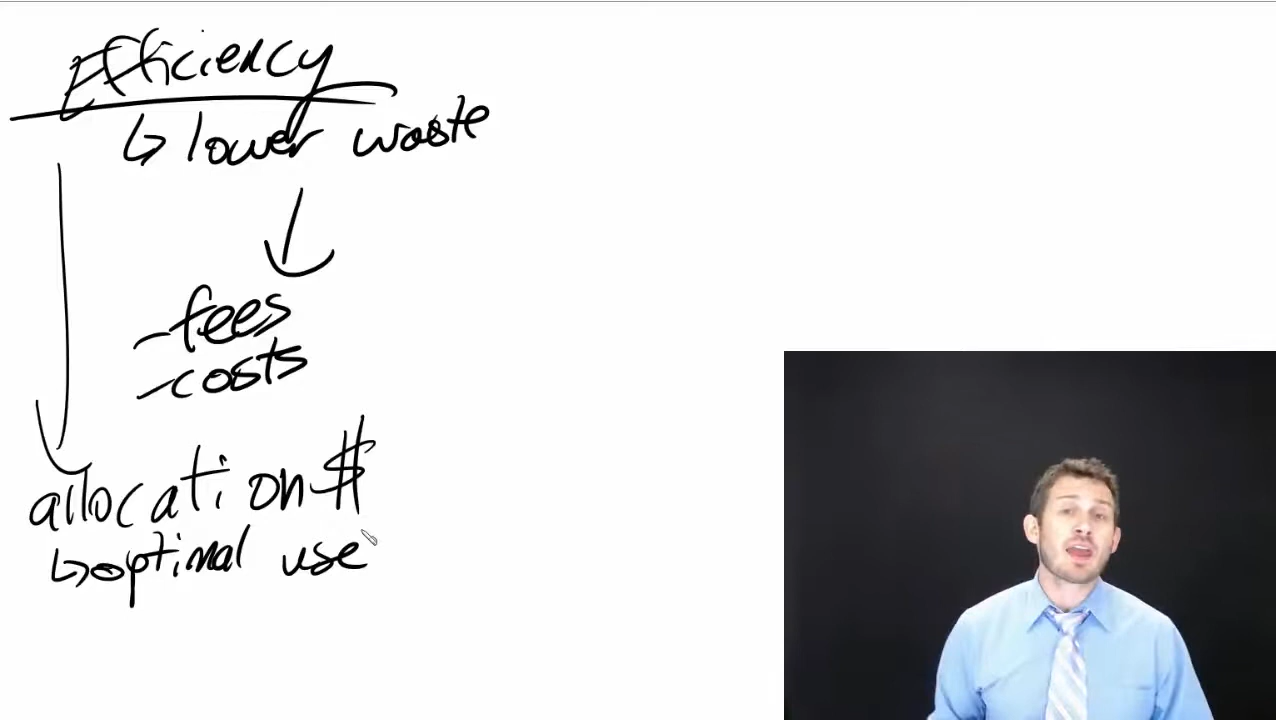 Efficiency
↳ lower waste
- fees
- costs
allocation $
↳ optimal use